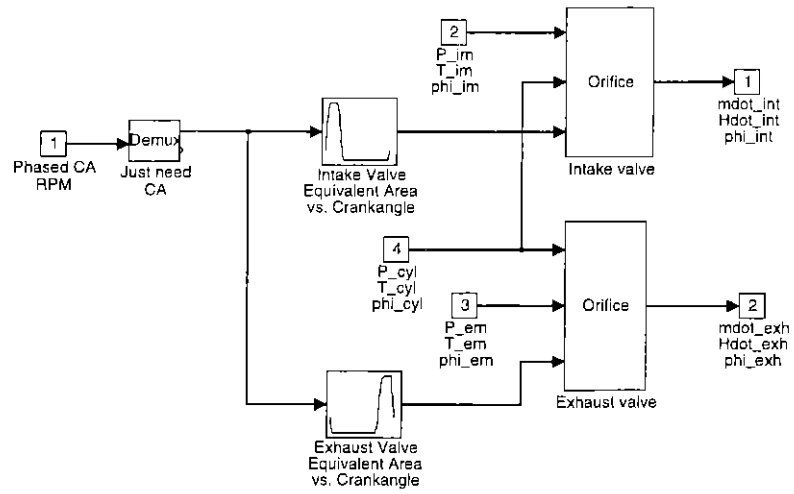 2
P_im
T_im
phi_im
Orifice
Intake valve
1
mdot_int
Hdot_int
phi_int
1
Phased CA
RPM
Demux
Just need
CA
Intake Valve
Equivalent Area
vs. Crankangle
4
P_cyl
T_cyl
phi_cyl
3
P_em
T_em
phi_em
Orifice
Exhaust valve
2
mdot_exh
Hdot_exh
phi_exh
Exhaust Valve
Equivalent Area
vs. Crankangle